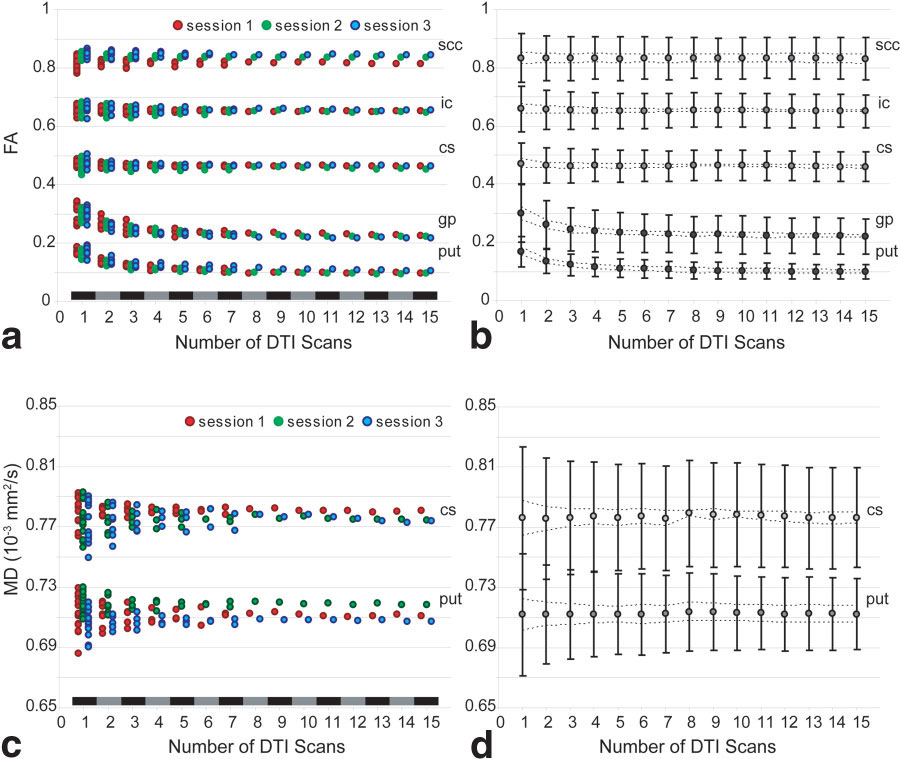 1
session 1 session 2 session 3
scc
0.8
ic
0.6
FA
cs
0.4
gp
0.2
put
0
0 1 2 3 4 5 6 7 8 9 10 11 12 13 14 15
a
Number of DTI Scans
1
scc
0.8
ic
0.6
cs
0.4
gp
0.2
put
0
0 1 2 3 4 5 6 7 8 9 10 11 12 13 14 15
b
Number of DTI Scans
0.85
session 1 session 2 session 3
0.81
cs
0.77
MD (10⁻³ mm²/s)
0.73
put
0.69
0.65
0 1 2 3 4 5 6 7 8 9 10 11 12 13 14 15
c
Number of DTI Scans
0.85
0.81
cs
0.77
0.73
put
0.69
0.65
0 1 2 3 4 5 6 7 8 9 10 11 12 13 14 15
d
Number of DTI Scans